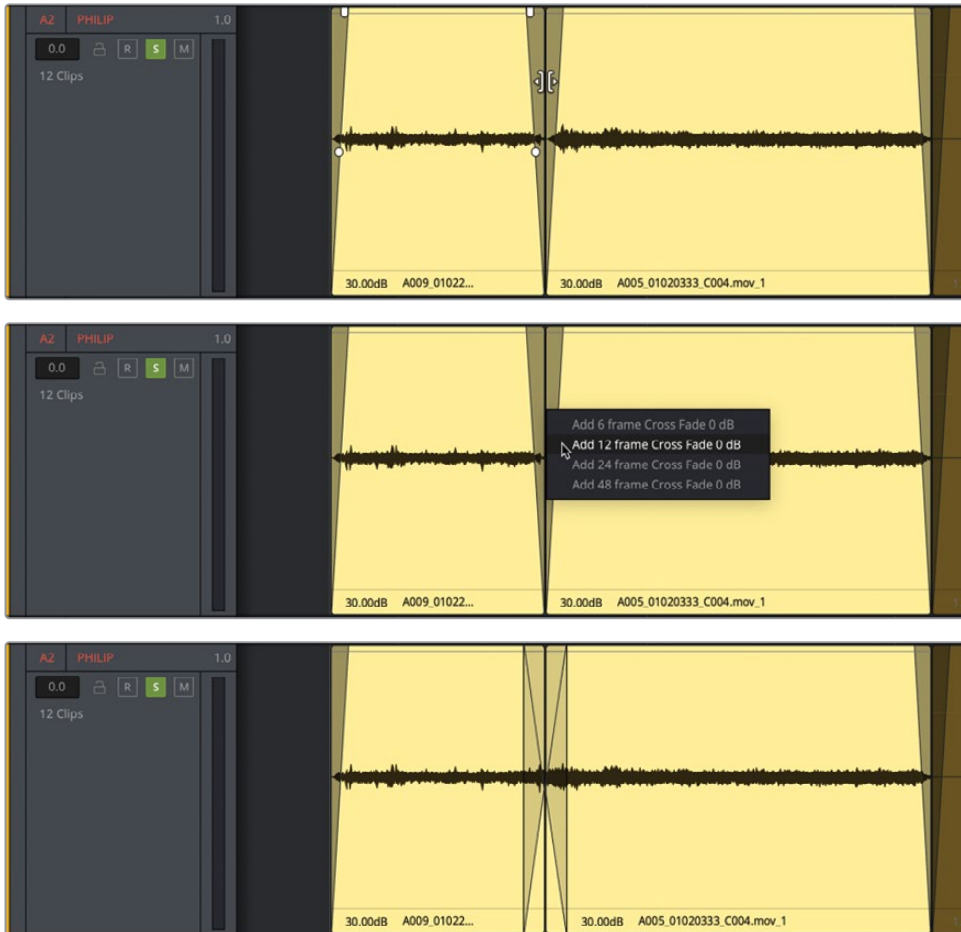 A2 PHILIP 1.0
0.0 R S M
12 Clips
30.00dB A009_01022... 30.00dB A005_01020333_C004.mov_1
A2 PHILIP 1.0
0.0 R S M
12 Clips
Add 6 frame Cross Fade 0 dB
Add 12 frame Cross Fade 0 dB
Add 24 frame Cross Fade 0 dB
Add 48 frame Cross Fade 0 dB
30.00dB A009_01022... 30.00dB A005_01020333_C004.mov_1
A2 PHILIP 1.0
0.0 R S M
12 Clips
30.00dB A009_01022... 30.00dB A005_01020333_C004.mov_1